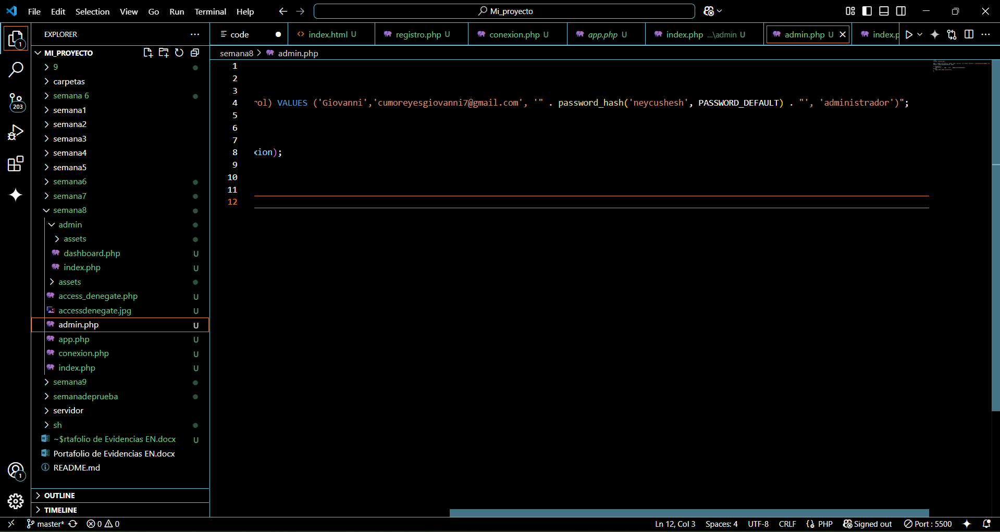 File Edit Selection View Go Run Terminal Help Mi_proyecto
EXPLORER
code index.html U registro.php U conexion.php U app.php U index.php ...\admin U admin.php U index.p
MI_PROYECTO
semana8 > admin.php
9
carpetas
semana 6
semana1
semana2
semana3
semana4
semana5
semana6
semana7
semana8
admin
assets
dashboard.php U
index.php U
assets
access_denegate.php U
accessdenegate.jpg U
admin.php U
app.php U
conexion.php U
index.php U
semana9
semanadeprueba
servidor
sh
~$rtafolio de Evidencias EN.docx U
Portafolio de Evidencias EN.docx
README.md
OUTLINE
TIMELINE
1
2
3
4 rol) VALUES ('Giovanni','cumoreyesgiovanni7@gmail.com', '" . password_hash('neycushesh', PASSWORD_DEFAULT) . "', 'administrador')";
5
6
7
8 xion);
9
10
11
12
1
203
1
master* 0 0 Ln 12, Col 3 Spaces: 4 UTF-8 CRLF PHP Signed out Port : 5500